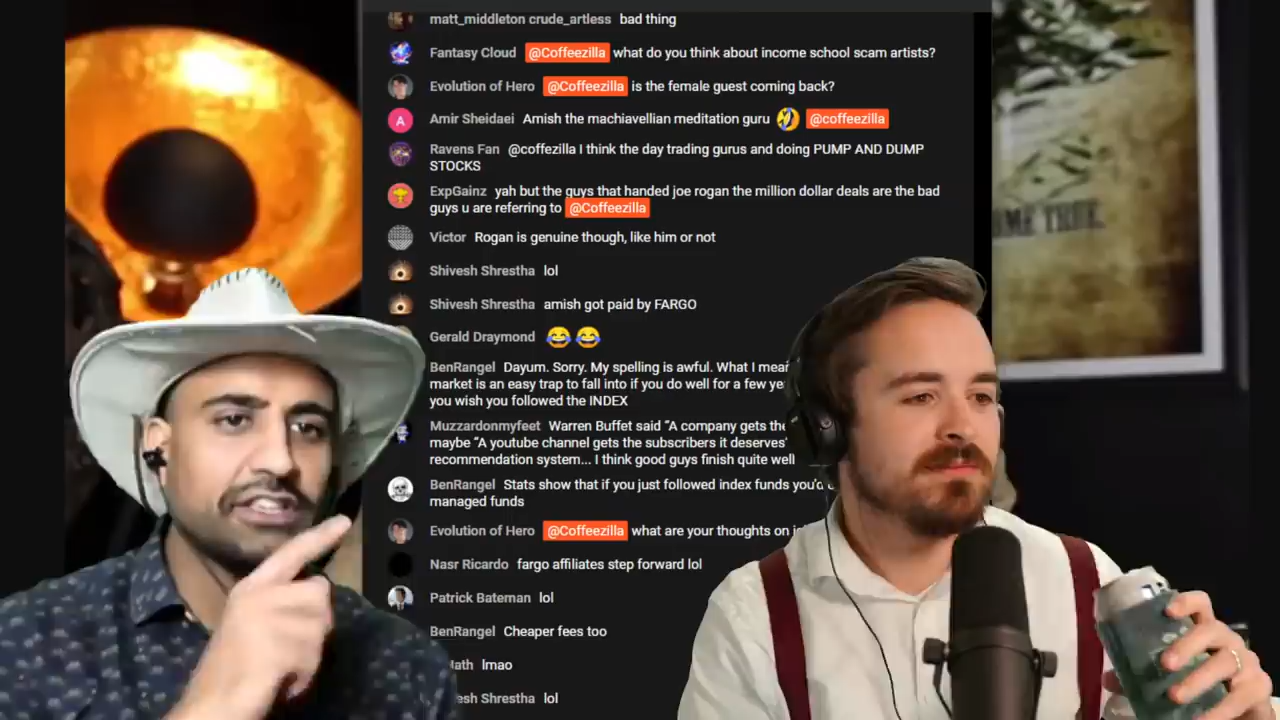 matt_middleton crude_artless bad thing
Fantasy Cloud @Coffeezilla what do you think about income school scam artists?
Evolution of Hero @Coffeezilla is the female guest coming back?
A Amir Sheidaei Amish the machiavellian meditation guru 🤣 @coffeezilla
Ravens Fan @coffezilla I think the day trading gurus and doing PUMP AND DUMP
STOCKS
ExpGainz yah but the guys that handed joe rogan the million dollar deals are the bad
guys u are referring to @Coffeezilla
Victor Rogan is genuine though, like him or not
Shivesh Shrestha lol
Shivesh Shrestha amish got paid by FARGO
Gerald Draymond 😂 😂
BenRangel Dayum. Sorry. My spelling is awful. What I
market is an easy trap to fall into if you do well for a few
you wish you followed the INDEX
Muzzardonmyfeet Warren Buffet said “A company gets the
maybe “A youtube channel gets the subscribers it deserves”
recommendation system... I think good guys finish quite well
BenRangel Stats show that if you just followed index funds you'd
managed funds
Evolution of Hero @Coffeezilla what are your thoughts on
Nasr Ricardo fargo affiliates step forward lol
Patrick Bateman lol
BenRangel Cheaper fees too
lmao
Shrestha lol
OME TRUE.